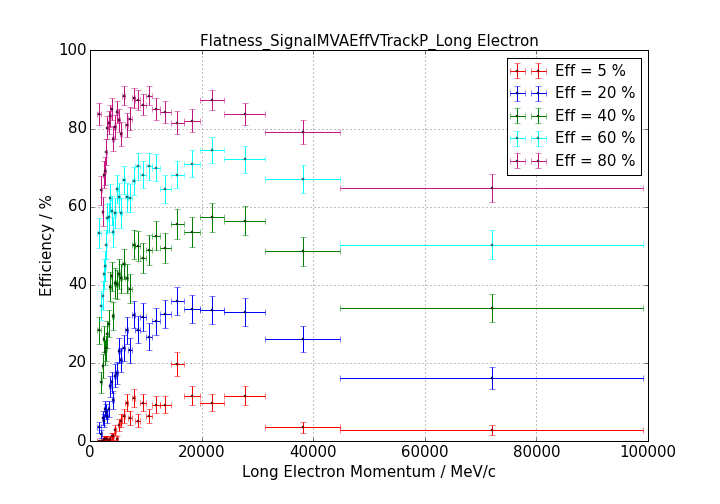 Flatness_SignalMVAEffVTrackP_Long Electron
100
80
60
40
20
0
Efficiency / %
Eff = 5 %
Eff = 20 %
Eff = 40 %
Eff = 60 %
Eff = 80 %
0 20000 40000 60000 80000 100000
Long Electron Momentum / MeV/c